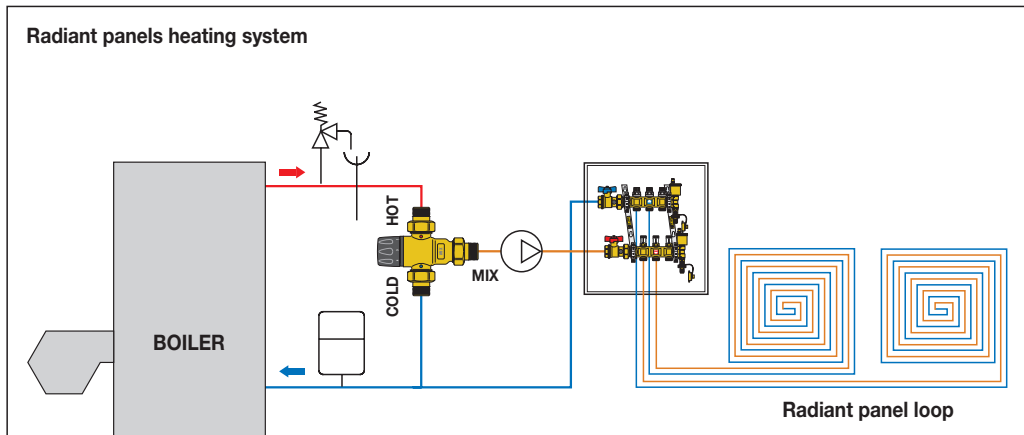 Radiant panels heating system
HOT
COLD
MIX
BOILER
Radiant panel loop